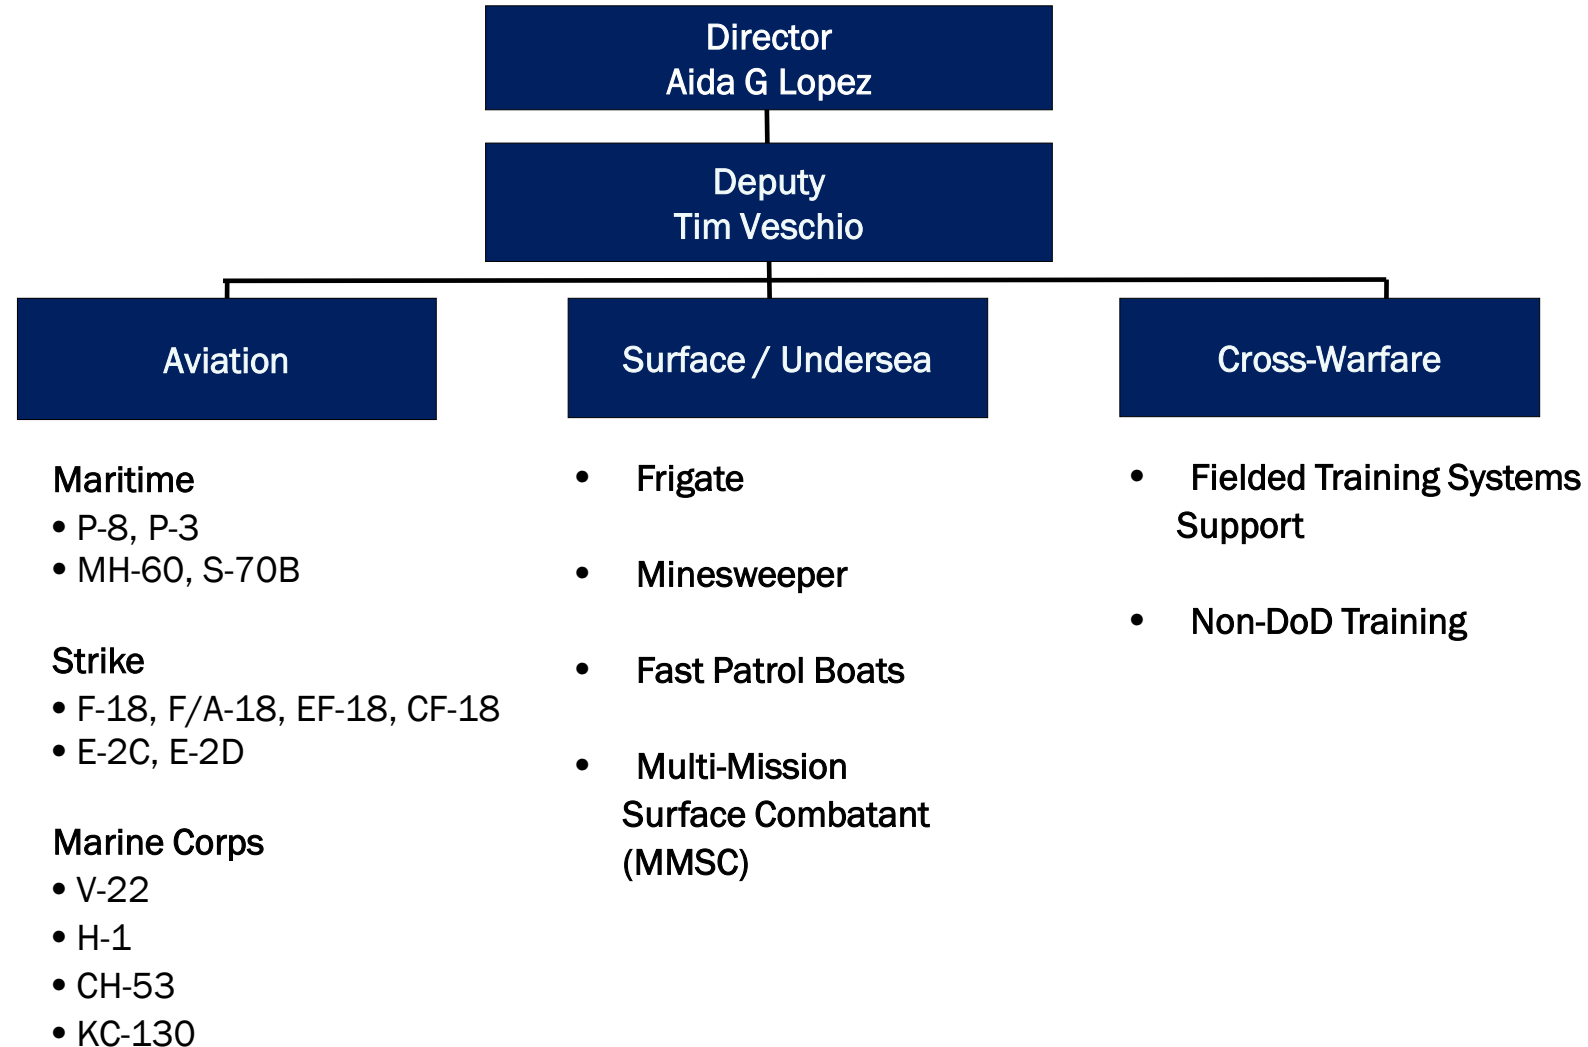 Director
Aida G Lopez
Deputy
Tim Veschio
Aviation
Maritime
• P-8, P-3
• MH-60, S-70B
Strike
• F-18, F/A-18, EF-18, CF-18
• E-2C, E-2D
Marine Corps
• V-22
• H-1
• CH-53
• KC-130
Surface / Undersea
• Frigate
• Minesweeper
• Fast Patrol Boats
• Multi-Mission
Surface Combatant
(MMSC)
Cross-Warfare
• Fielded Training Systems
Support
• Non-DoD Training